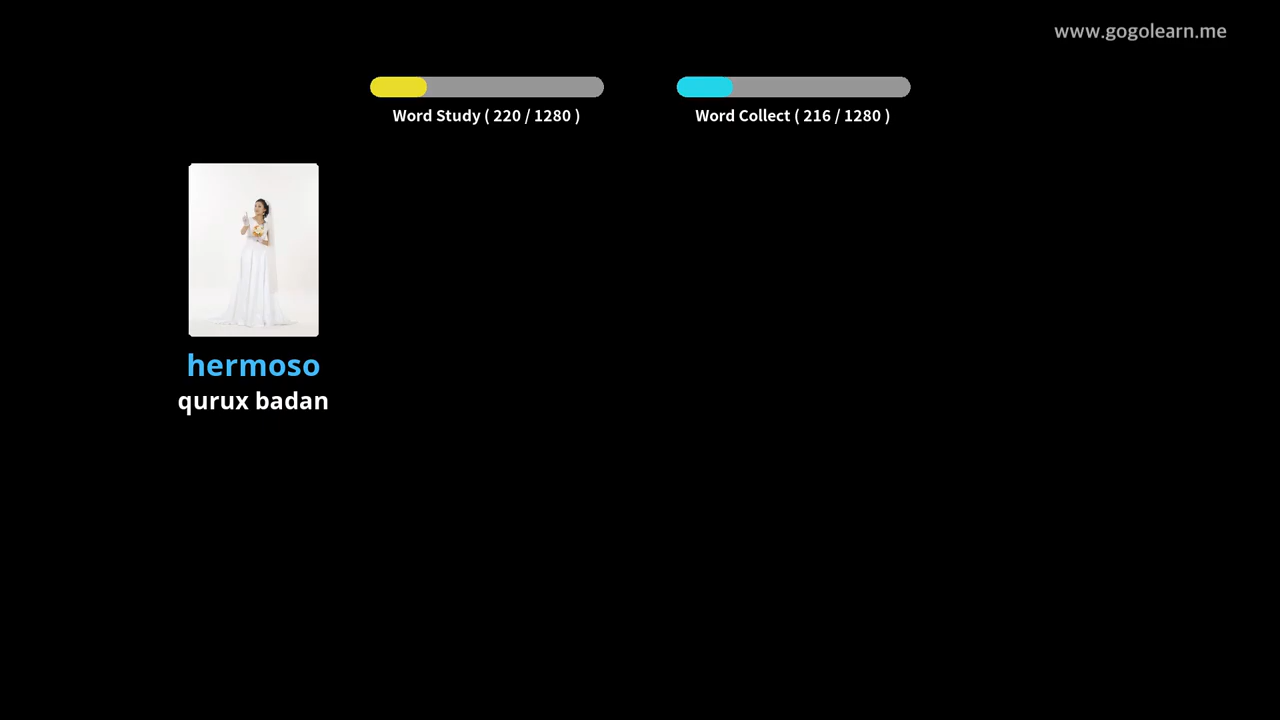 www.gogolearn.me
Word Study ( 220 / 1280 )
Word Collect ( 216 / 1280 )
hermoso
qurux badan